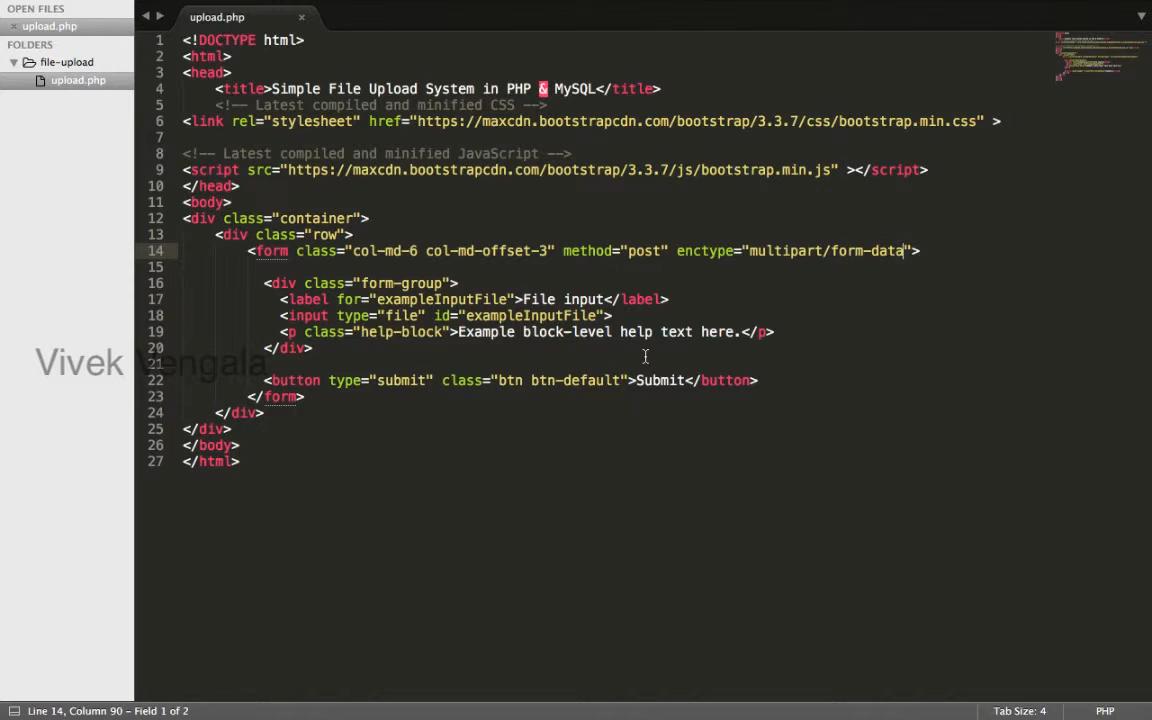 OPEN FILES
× upload.php
FOLDERS
file-upload
upload.php
upload.php ×
1 <!DOCTYPE html>
2 <html>
3 <head>
4 <title>Simple File Upload System in PHP & MySQL</title>
5 <!-- Latest compiled and minified CSS -->
6 <link rel="stylesheet" href="https://maxcdn.bootstrapcdn.com/bootstrap/3.3.7/css/bootstrap.min.css" >
7
8 <!-- Latest compiled and minified JavaScript -->
9 <script src="https://maxcdn.bootstrapcdn.com/bootstrap/3.3.7/js/bootstrap.min.js" ></script>
10 </head>
11 <body>
12 <div class="container">
13 <div class="row">
14 <form class="col-md-6 col-md-offset-3" method="post" enctype="multipart/form-data">
15
16 <div class="form-group">
17 <label for="exampleInputFile">File input</label>
18 <input type="file" id="exampleInputFile">
19 <p class="help-block">Example block-level help text here.</p>
20 </div>
Vivek Vengala
21
22 <button type="submit" class="btn btn-default">Submit</button>
23 </form>
24 </div>
25 </div>
26 </body>
27 </html>
Line 14, Column 90 - Field 1 of 2
Tab Size: 4
PHP